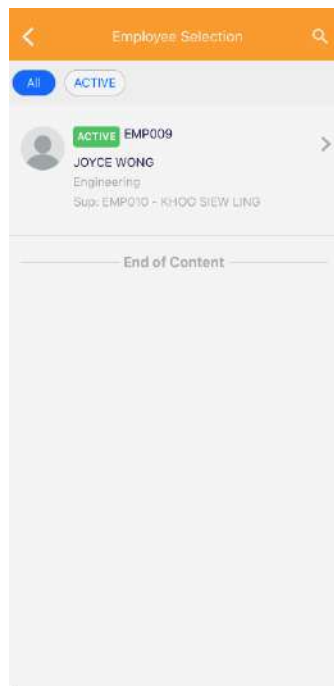 Employee Selection
All ACTIVE
ACTIVE EMP009
JOYCE WONG
Engineering
Sup: EMP010 - KHOO SIEW LING
End of Content